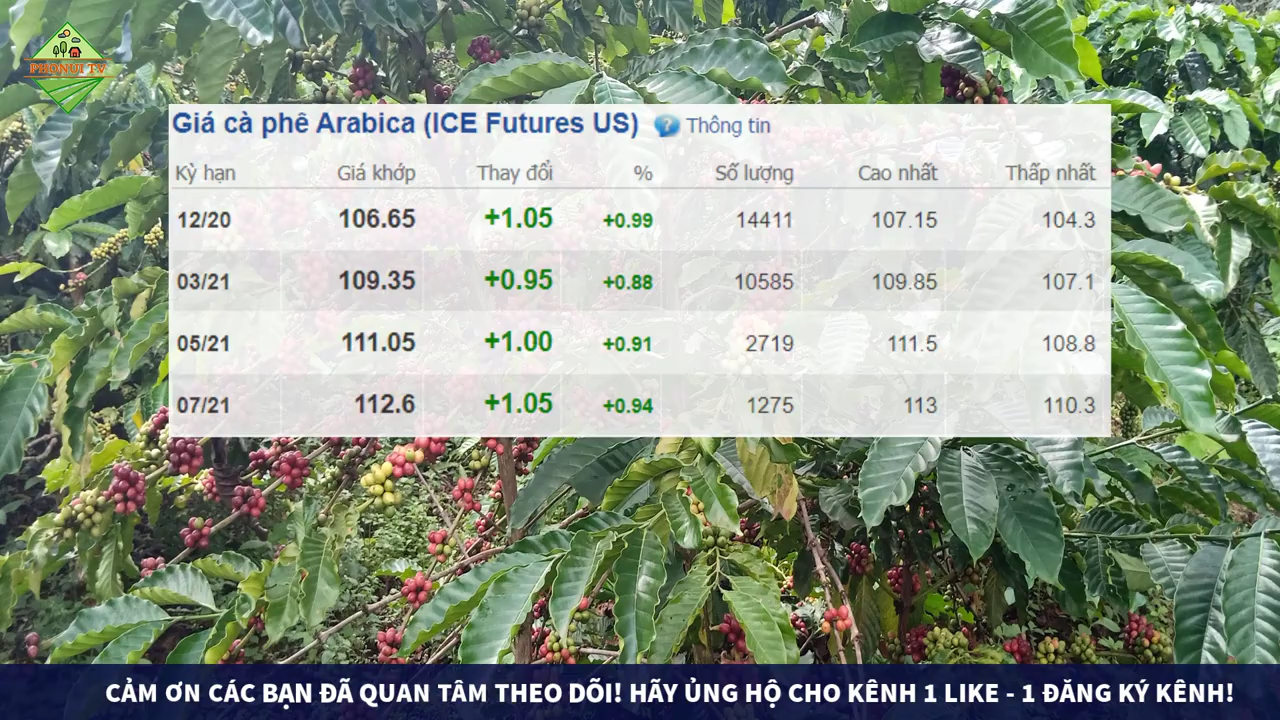 PHONUI TV
Giá cà phê Arabica (ICE Futures US) ? Thông tin
Kỳ hạn Giá khớp Thay đổi % Số lượng Cao nhất Thấp nhất
12/20 106.65 +1.05 +0.99 14411 107.15 104.3
03/21 109.35 +0.95 +0.88 10585 109.85 107.1
05/21 111.05 +1.00 +0.91 2719 111.5 108.8
07/21 112.6 +1.05 +0.94 1275 113 110.3
CẢM ƠN CÁC BẠN ĐÃ QUAN TÂM THEO DÕI! HÃY ỦNG HỘ CHO KÊNH 1 LIKE - 1 ĐĂNG KÝ KÊNH!